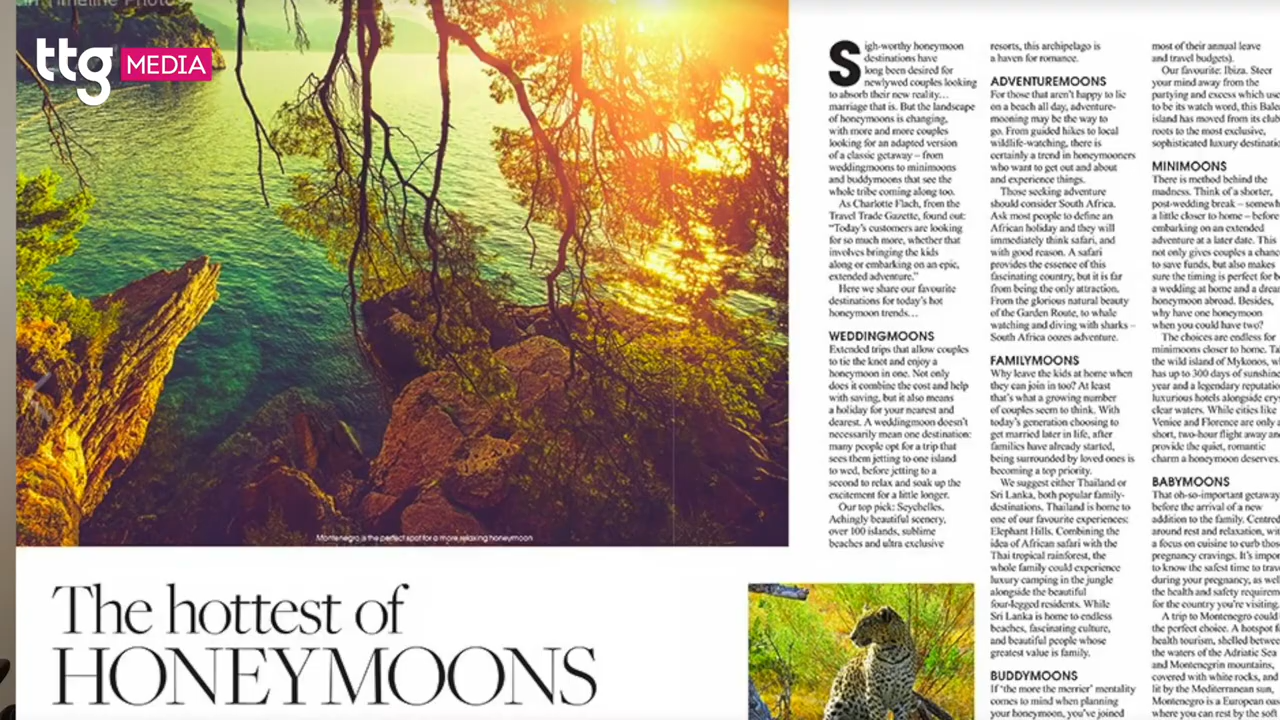 in Timeline Photo
ttg MEDIA
Montenegro is the perfect spot for a more relaxing honeymoon
The hottest of
HONEYMOONS
Sigh-worthy honeymoon
destinations have
long been desired for
newlywed couples looking
to absorb their new reality…
marriage that is. But the landscape
of honeymoons is changing,
with more and more couples
looking for an adapted version
of a classic getaway – from
weddingmoons to minimoons
and buddymoons that see the
whole tribe coming along too.
As Charlotte Flach, from the
Travel Trade Gazette, found out:
"Today's customers are looking
for so much more, whether that
involves bringing the kids
along or embarking on an epic,
extended adventure."
Here we share our favourite
destinations for today's hot
honeymoon trends…
WEDDINGMOONS
Extended trips that allow couples
to tie the knot and enjoy a
honeymoon in one. Not only
does it combine the cost and help
with saving, but it also means
a holiday for your nearest and
dearest. A weddingmoon doesn't
necessarily mean one destination:
many people opt for a trip that
sees them jetting to one island
to wed, before jetting to a
second to relax and soak up the
excitement for a little longer.
Our top pick: Seychelles.
Achingly beautiful scenery,
over 100 islands, sublime
beaches and ultra exclusive
resorts, this archipelago is
a haven for romance.
ADVENTUREMOONS
For those that aren't happy to lie
on a beach all day, adventure-
mooning may be the way to
go. From guided hikes to local
wildlife-watching, there is
certainly a trend in honeymooners
who want to get out and about
and experience things.
Those seeking adventure
should consider South Africa.
Ask most people to define an
African holiday and they will
immediately think safari, and
with good reason. A safari
provides the essence of this
fascinating country, but it is far
from being the only attraction.
From the glorious natural beauty
of the Garden Route, to whale
watching and diving with sharks –
South Africa oozes adventure.
FAMILYMOONS
Why leave the kids at home when
they can join in too? At least
that's what a growing number
of couples seem to think. With
today's generation choosing to
get married later in life, after
families have already started,
being surrounded by loved ones is
becoming a top priority.
We suggest either Thailand or
Sri Lanka, both popular family-
destinations. Thailand is home to
one of our favourite experiences:
Elephant Hills. Combining the
idea of African safari with the
Thai tropical rainforest, the
whole family could experience
luxury camping in the jungle
alongside the beautiful
four-legged residents. While
Sri Lanka is home to endless
beaches, fascinating culture,
and beautiful people whose
greatest value is family.
BUDDYMOONS
If 'the more the merrier' mentality
comes to mind when planning
your honeymoon, you've joined
most of their annual leave
and travel budgets).
Our favourite: Ibiza. Steer
your mind away from the
partying and excess which use
to be its watch word, this Bale
island has moved from its club
roots to the most exclusive,
sophisticated luxury destinatio
MINIMOONS
There is method behind the
madness. Think of a shorter,
post-wedding break – somewh
a little closer to home – before
embarking on an extended
adventure at a later date. This
not only gives couples a chanc
to save funds, but also makes
sure the timing is perfect for b
a wedding at home and a drea
honeymoon abroad. Besides,
why have one honeymoon
when you could have two?
The choices are endless for
minimoons closer to home. Ta
the wild island of Mykonos, wi
has up to 300 days of sunshine
year and a legendary reputatio
luxurious hotels alongside crys
clear waters. While cities like
Venice and Florence are only a
short, two-hour flight away an
provide the quiet, romantic
charm a honeymoon deserves.
BABYMOONS
That oh-so-important getaway
before the arrival of a new
addition to the family. Centred
around rest and relaxation, wit
a focus on cuisine to curb thos
pregnancy cravings. It's impor
to know the safest time to trave
during your pregnancy, as well
the health and safety requirem
for the country you're visiting.
A trip to Montenegro could
the perfect choice. A hotspot f
health tourism, shelled betwee
the waters of the Adriatic Sea
and Montenegrin mountains,
covered with white rocks, and
lit by the Mediterranean sun,
Montenegro is a European oa
where you can rest by the soft